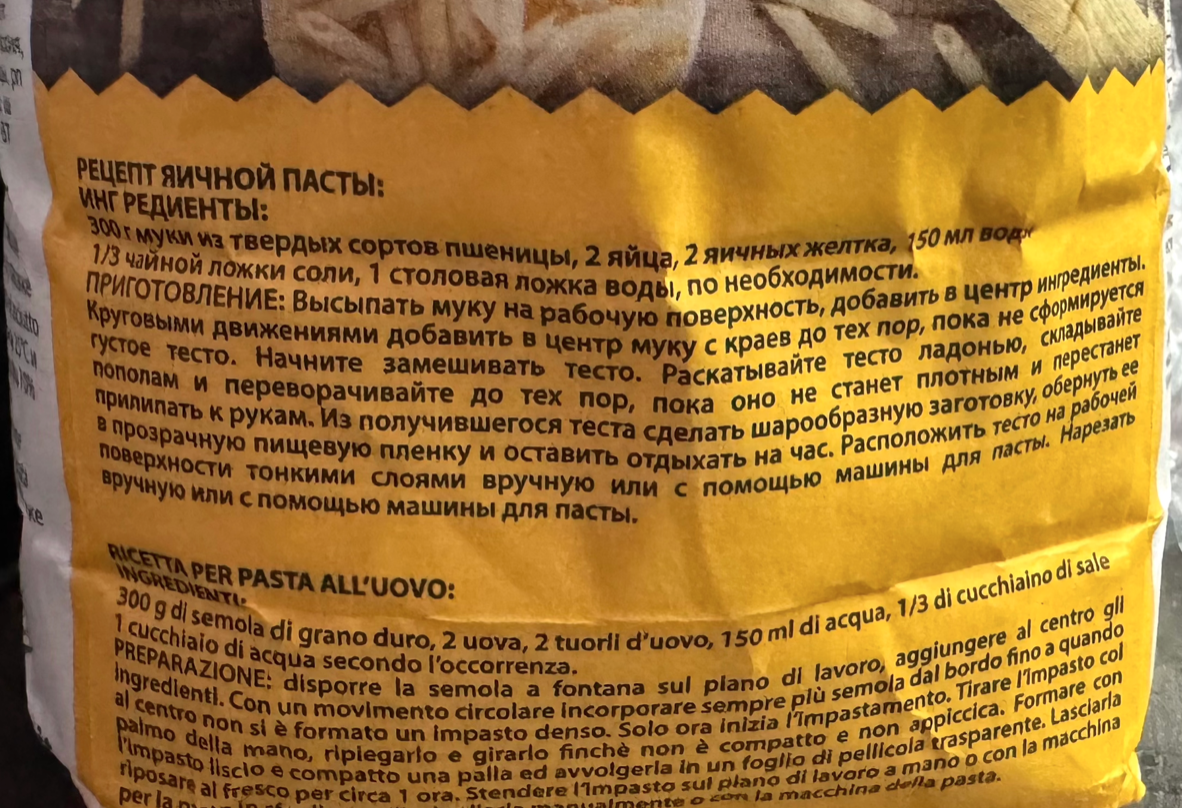 РЕЦЕПТ ЯИЧНОЙ ПАСТЫ:
ИНГ РЕДИЕНТЫ:
300 г муки из твердых сортов пшеницы, 2 яйца, 2 яичных желтка, 150 мл
1/3 чайной ложки соли, 1 столовая ложка воды, по необходимости.
ПРИГОТОВЛЕНИЕ: Высыпать муку на рабочую поверхность, добавить в центр ингредиенты.
Круговыми движениями добавить в центр муку с краев до тех пор, пока не сформируется
густое тесто. Начните замешивать тесто. Раскатывайте тесто ладонью, складывайте
пополам и переворачивайте до тех пор, пока оно не станет плотным и перестанет
прилипать к рукам. Из получившегося теста сделать шарообразную заготовку, обернуть ее
в прозрачную пищевую пленку и оставить отдыхать на час. Расположить тесто на рабочей
поверхности тонкими слоями вручную или с помощью машины для пасты. Нарезать
вручную или с помощью машины для пасты.
RICETTA PER PASTA ALL'UOVO:
INGREDIENTI:
300 g di semola di grano duro, 2 uova, 2 tuorli d'uovo, 150 ml di acqua, 1/3 di cucchiaino di sale
1 cucchiaio di acqua secondo l'occorrenza.
PREPARAZIONE: disporre la semola a fontana sul piano di lavoro, aggiungere al centro gli
ingredienti. Con un movimento circolare incorporare sempre più semola dal bordo fino a quando
al centro non si è formato un impasto denso. Solo ora inizia l'impastamento. Tirare l'impasto col
palmo della mano, ripiegarlo e girarlo finchè non è compatto e non appiccica. Formare con
l'impasto liscio e compatto una palla ed avvolgerla in un foglio di pellicola trasparente. Lasciarla
riposare al fresco per circa 1 ora. Stendere l'impasto sul piano di lavoro a mano o con la macchina
per la manualmente o con la macchina della pasta.